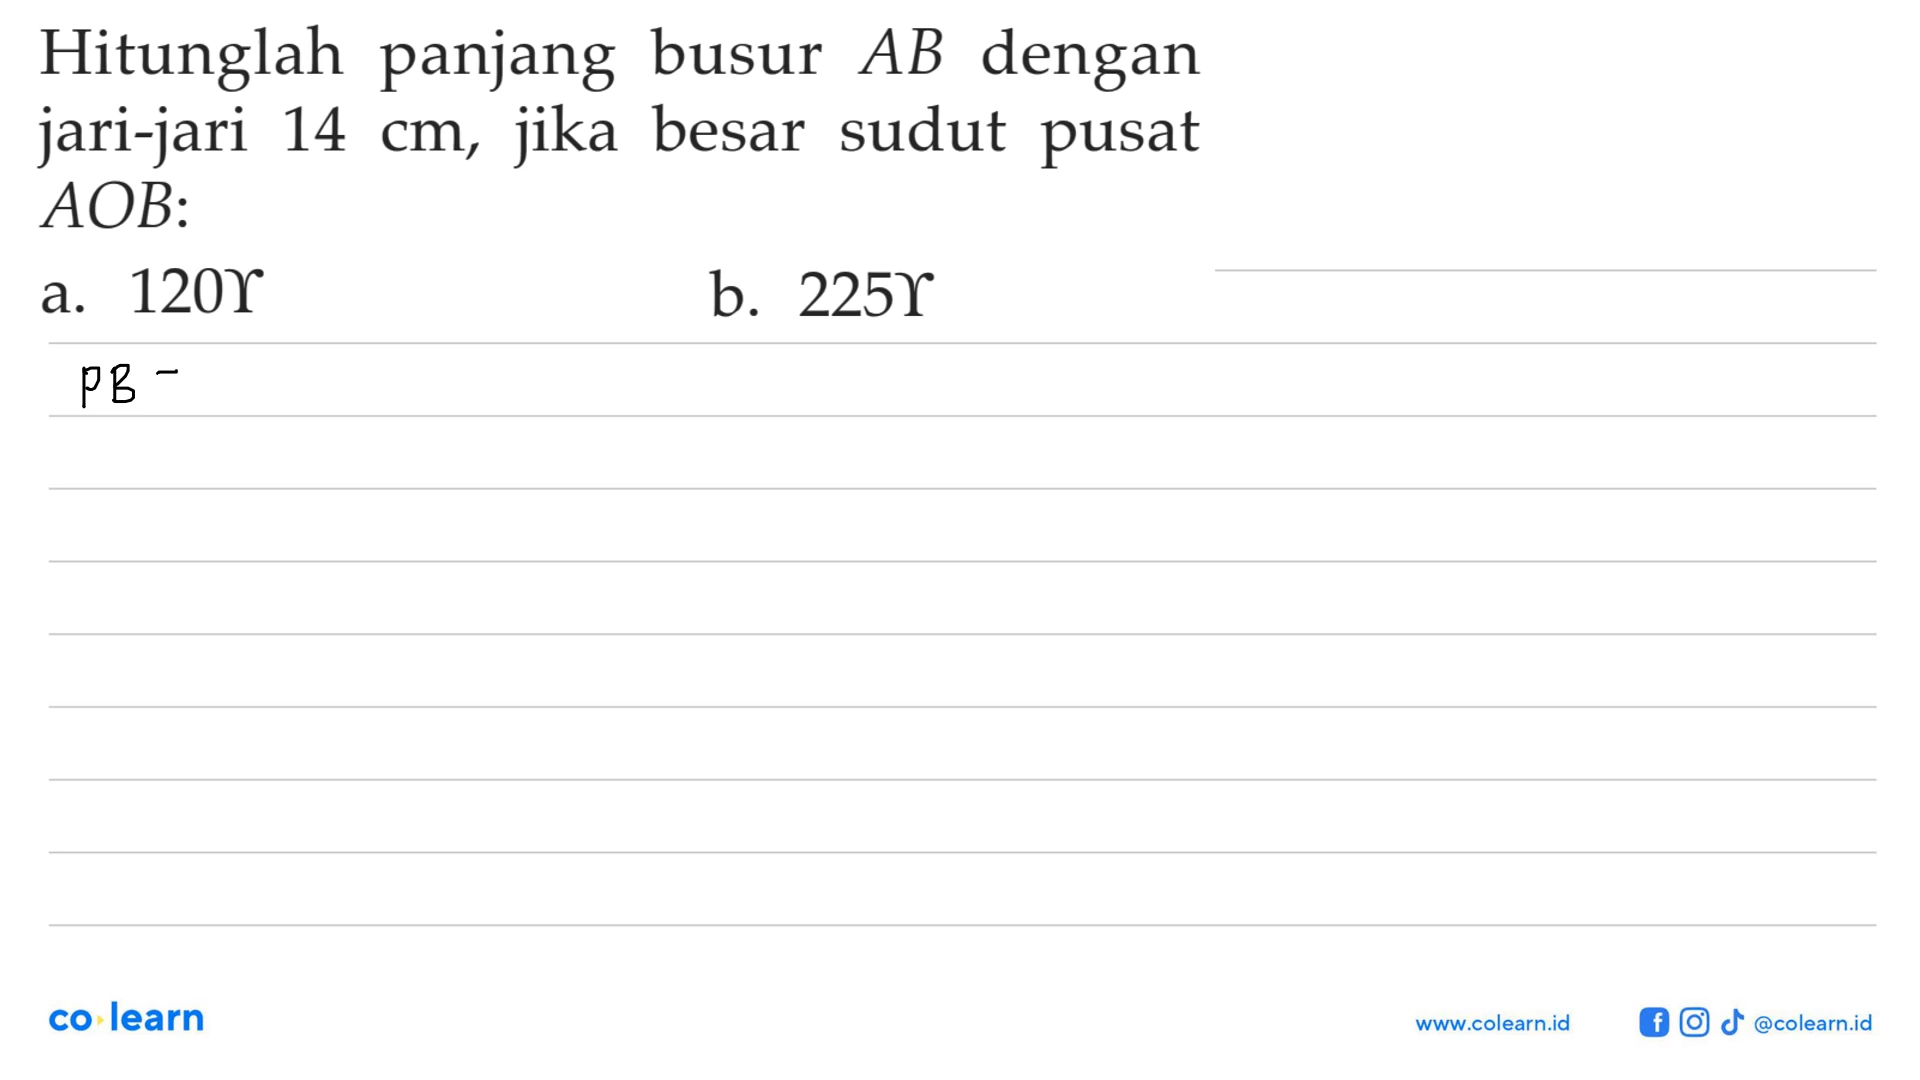 Hitunglah panjang busur AB dengan
jari-jari 14 cm, jika besar sudut pusat
AOB:
a. 120ϒ b. 225ϒ
PB -
co learn
www.colearn.id @colearn.id